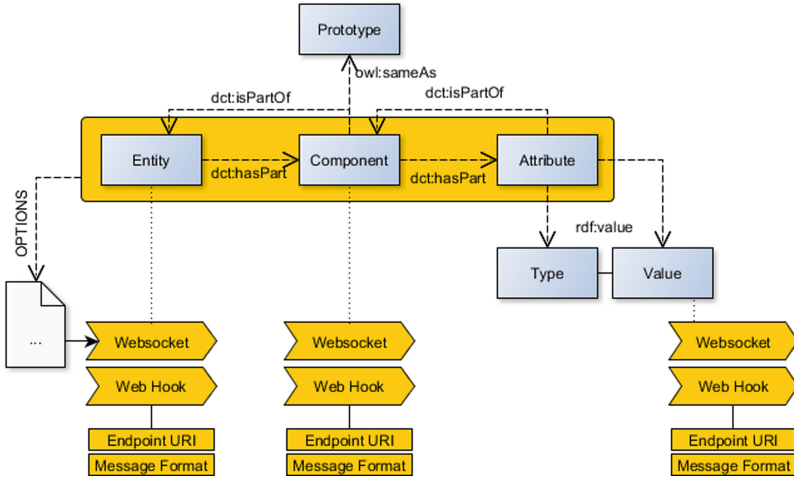 Prototype
owl:sameAs
dct:isPartOf
dct:isPartOf
Entity
Component
Attribute
dct:hasPart
dct:hasPart
OPTIONS
rdf:value
Type
Value
...
Websocket
Websocket
Websocket
Web Hook
Web Hook
Web Hook
Endpoint URI
Endpoint URI
Endpoint URI
Message Format
Message Format
Message Format